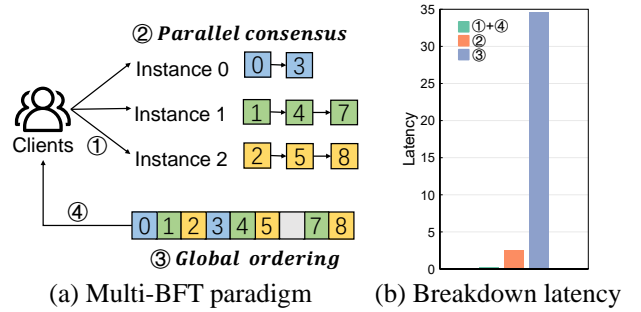 ② Parallel consensus
Instance 0
0 3
Clients
①
Instance 1
1 4 7
Instance 2
2 5 8
④
0 1 2 3 4 5 7 8
③ Global ordering
(a) Multi-BFT paradigm
35
30
25
20
15
10
5
0
Latency
①+④
②
③
(b) Breakdown latency